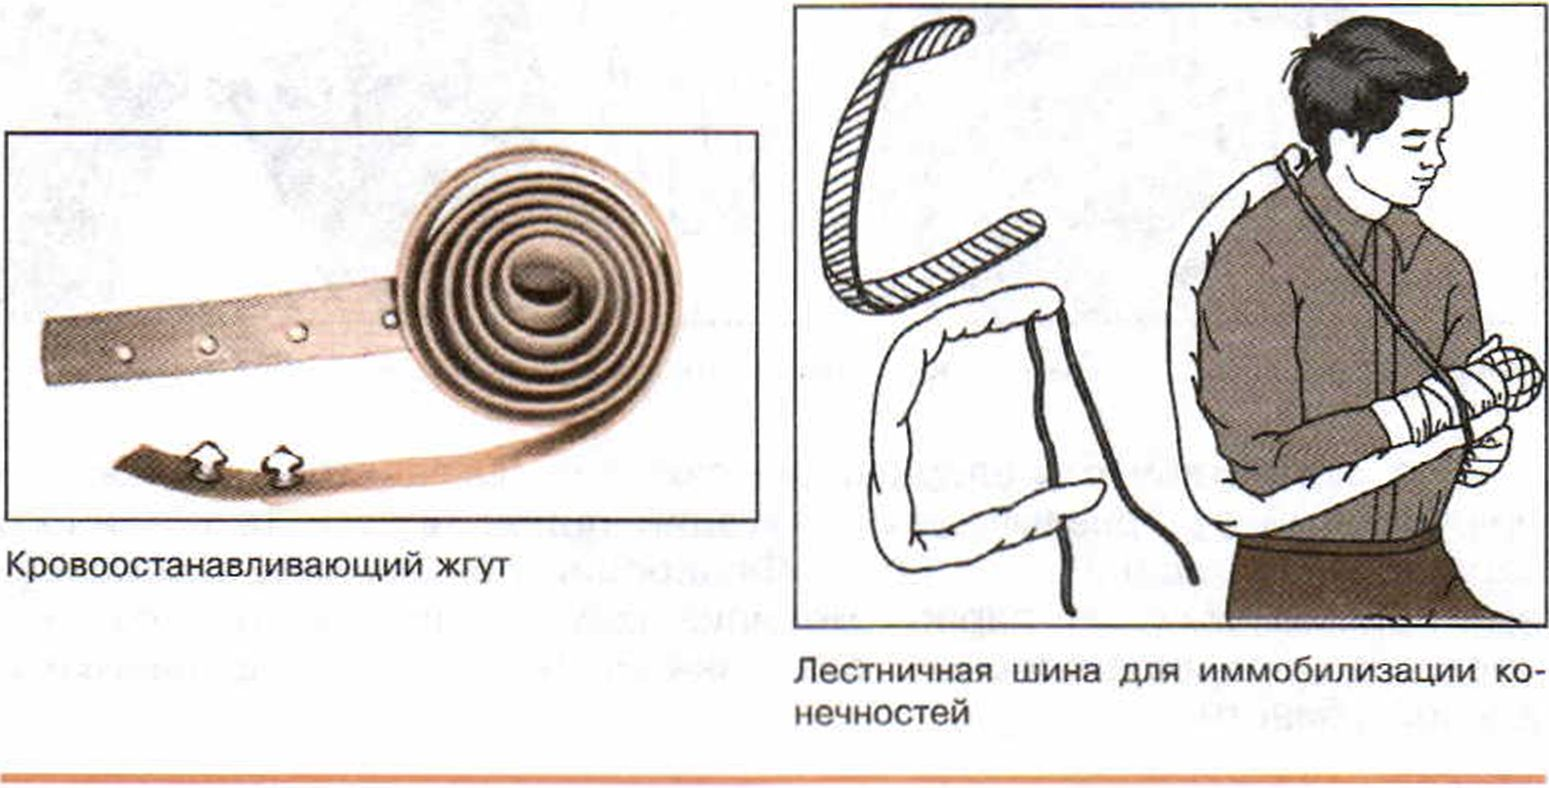 Кровоостанавливающий жгут
Лестничная шина для иммобилизации ко-
нечностей